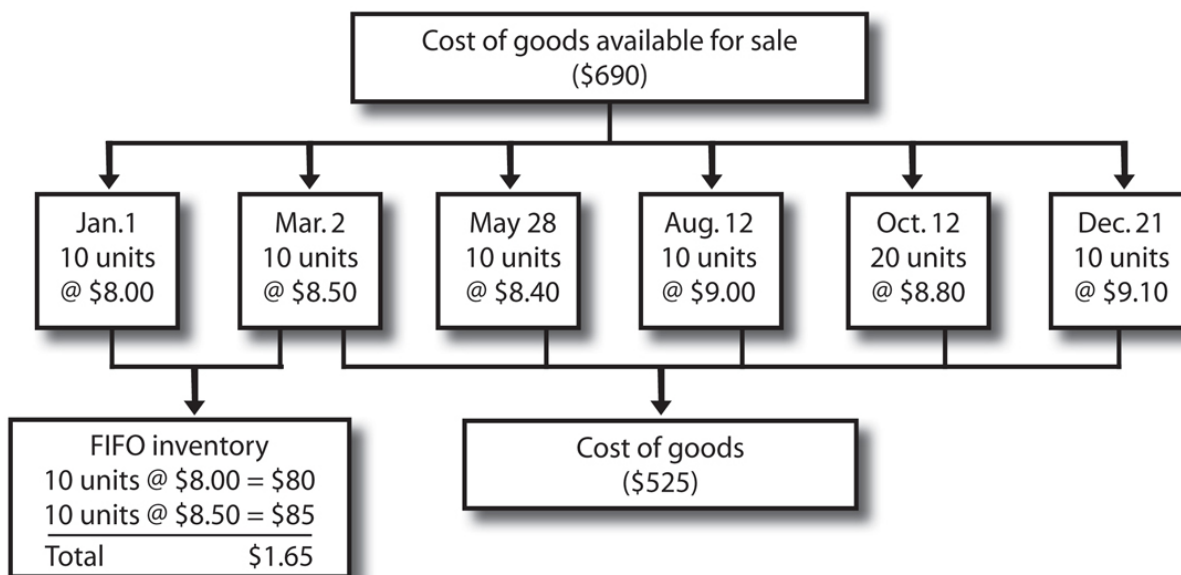 Cost of goods available for sale
($690)
Jan.1
10 units
@ $8.00
Mar. 2
10 units
@ $8.50
May 28
10 units
@ $8.40
Aug. 12
10 units
@ $9.00
Oct. 12
20 units
@ $8.80
Dec. 21
10 units
@ $9.10
FIFO inventory
10 units @ $8.00 = $80
10 units @ $8.50 = $85
Total $1.65
Cost of goods
($525)